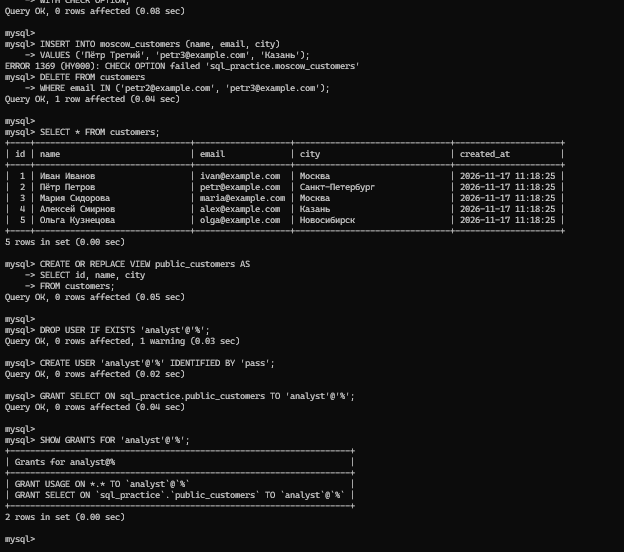 -> WITH CHECK OPTION;
Query OK, 0 rows affected (0.08 sec)
mysql>
mysql> INSERT INTO moscow_customers (name, email, city)
-> VALUES ('Пётр Третий', 'petr3@example.com', 'Казань');
ERROR 1369 (HY000): CHECK OPTION failed 'sql_practice.moscow_customers'
mysql> DELETE FROM customers
-> WHERE email IN ('petr2@example.com', 'petr3@example.com');
Query OK, 1 row affected (0.04 sec)
mysql>
mysql> SELECT * FROM customers;
+----+------------------------------+-------------------+------------------------------+---------------------+
| id | name | email | city | created_at |
+----+------------------------------+-------------------+------------------------------+---------------------+
| 1 | Иван Иванов | ivan@example.com | Москва | 2026-11-17 11:18:25 |
| 2 | Пётр Петров | petr@example.com | Санкт-Петербург | 2026-11-17 11:18:25 |
| 3 | Мария Сидорова | maria@example.com | Москва | 2026-11-17 11:18:25 |
| 4 | Алексей Смирнов | alex@example.com | Казань | 2026-11-17 11:18:25 |
| 5 | Ольга Кузнецова | olga@example.com | Новосибирск | 2026-11-17 11:18:25 |
+----+------------------------------+-------------------+------------------------------+---------------------+
5 rows in set (0.00 sec)
mysql> CREATE OR REPLACE VIEW public_customers AS
-> SELECT id, name, city
-> FROM customers;
Query OK, 0 rows affected (0.05 sec)
mysql>
mysql> DROP USER IF EXISTS 'analyst'@'%';
Query OK, 0 rows affected, 1 warning (0.03 sec)
mysql> CREATE USER 'analyst'@'%' IDENTIFIED BY 'pass';
Query OK, 0 rows affected (0.02 sec)
mysql> GRANT SELECT ON sql_practice.public_customers TO 'analyst'@'%';
Query OK, 0 rows affected (0.04 sec)
mysql>
mysql> SHOW GRANTS FOR 'analyst'@'%';
+------------------------------------------------------------------+
| Grants for analyst@% |
+------------------------------------------------------------------+
| GRANT USAGE ON *.* TO `analyst`@`%` |
| GRANT SELECT ON `sql_practice`.`public_customers` TO `analyst`@`%` |
+------------------------------------------------------------------+
2 rows in set (0.00 sec)
mysql>